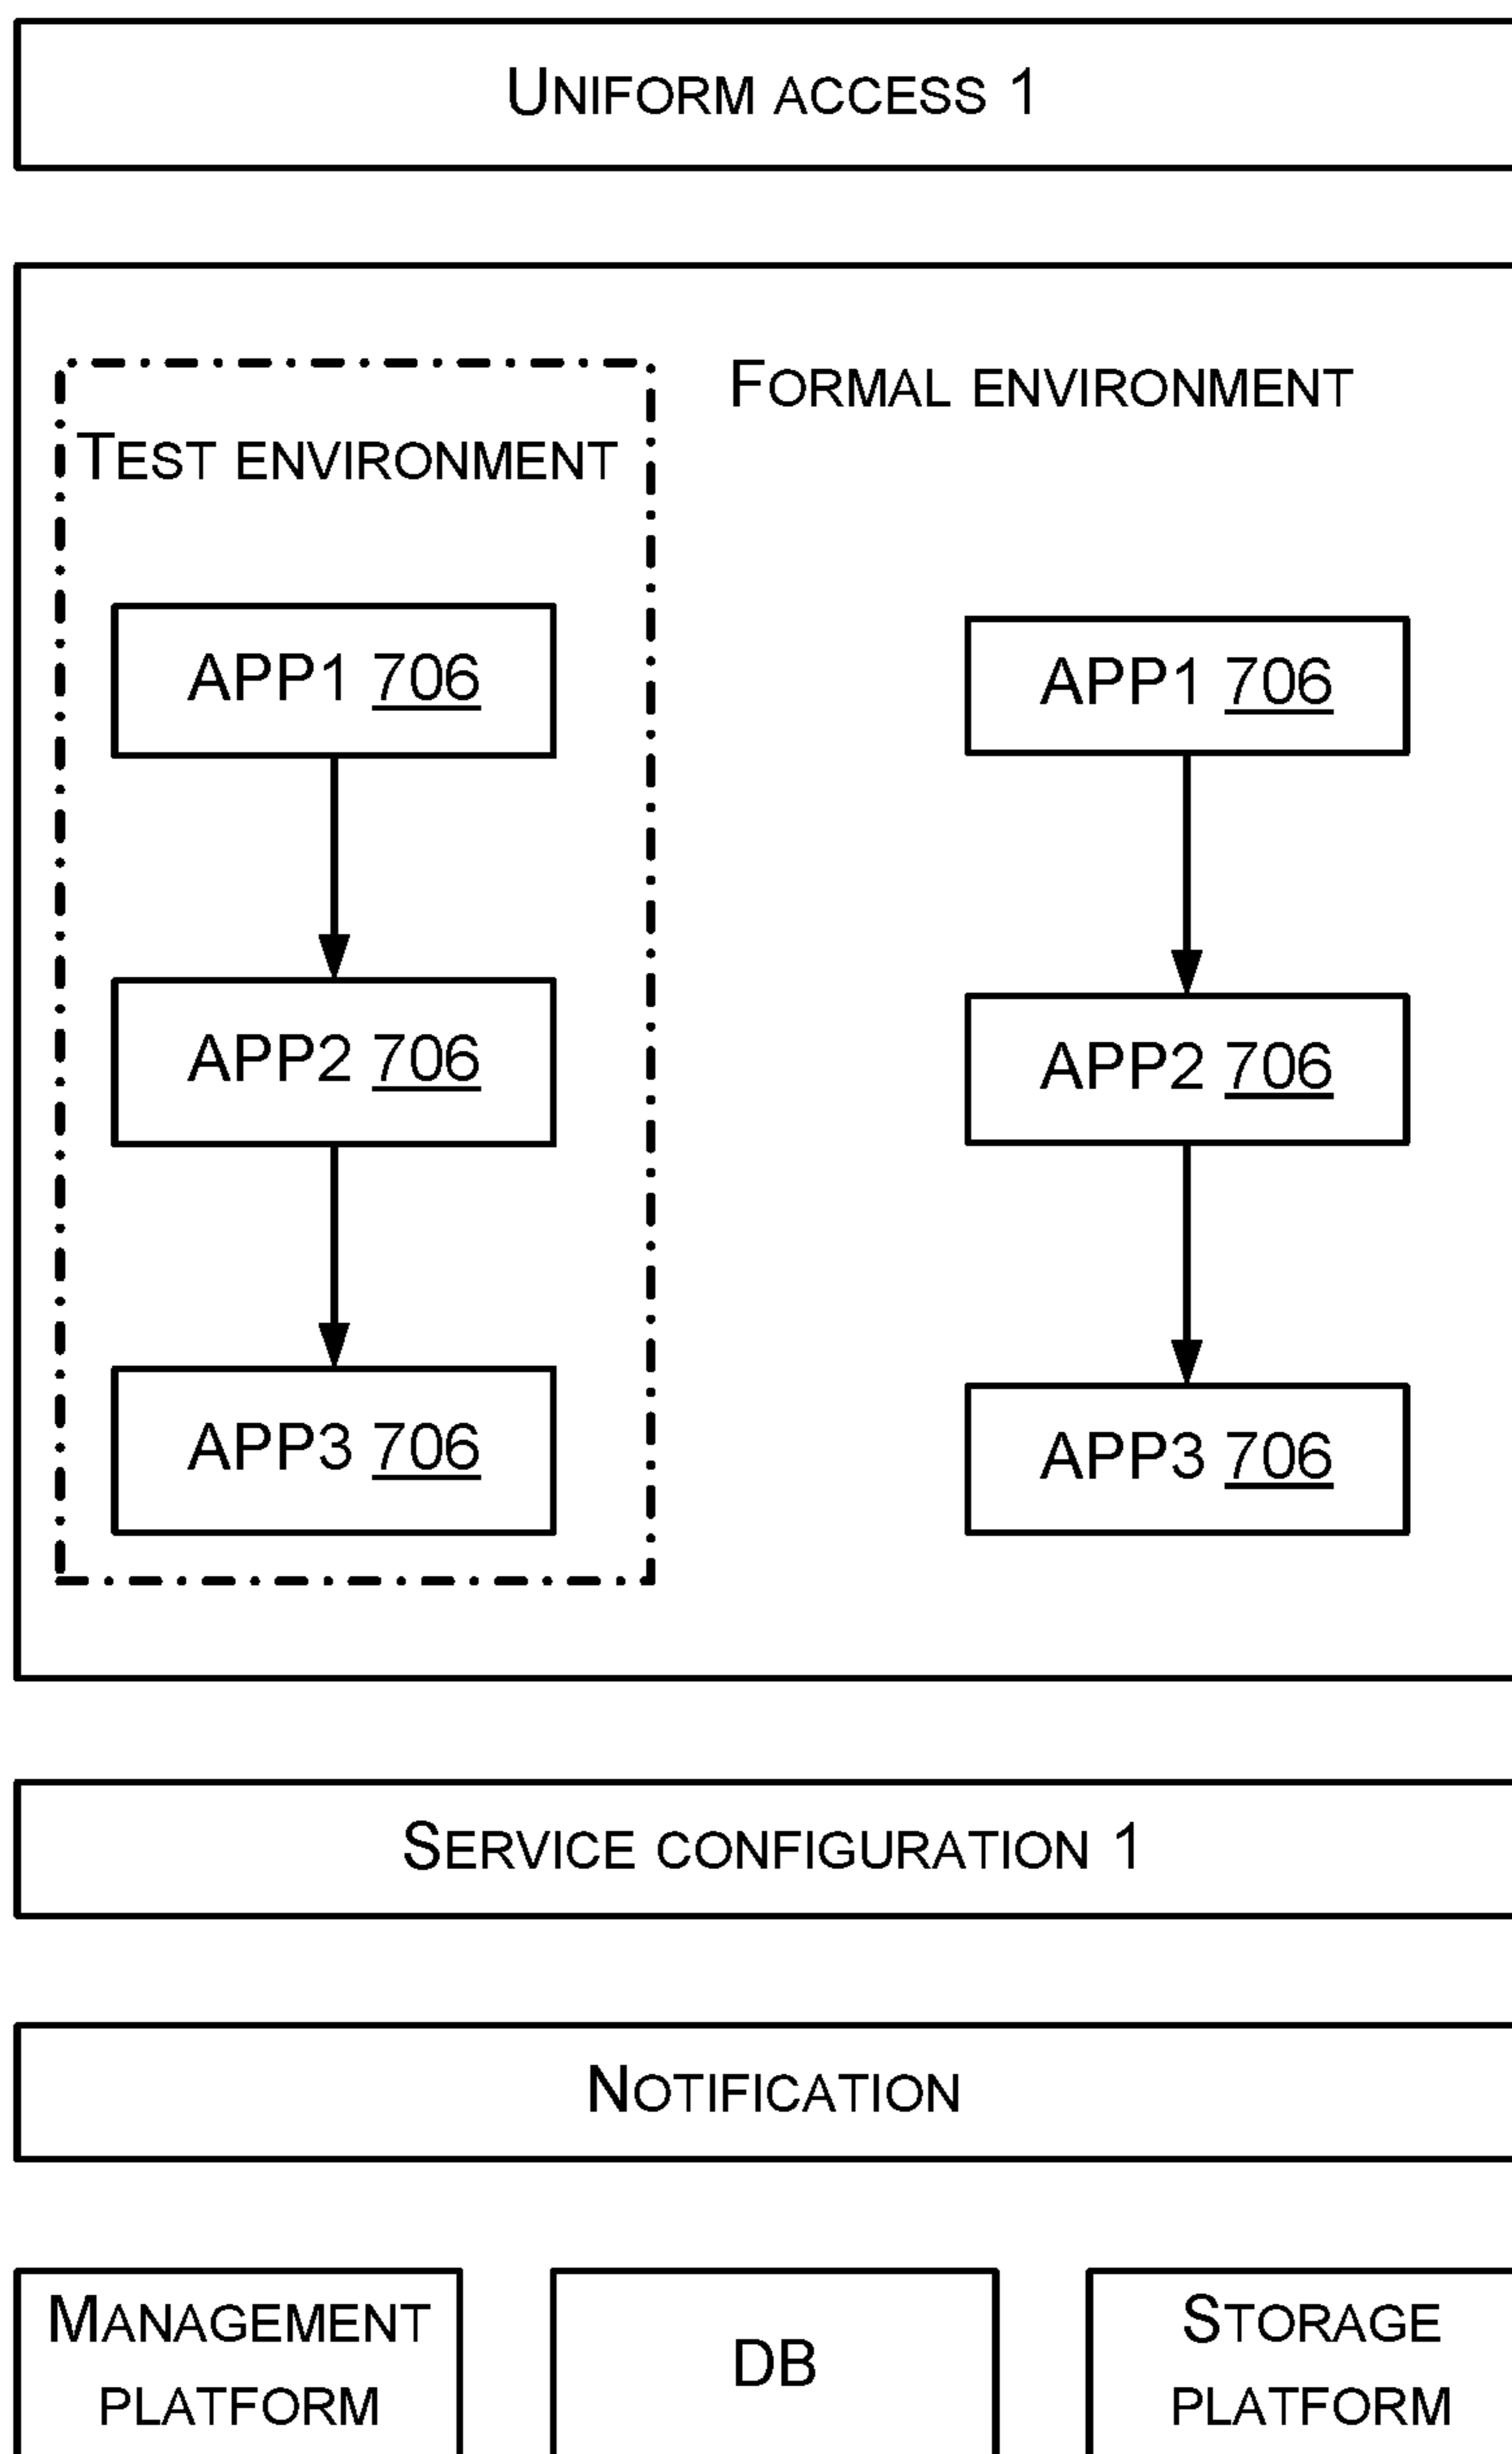 UNIFORM ACCESS 1
FORMAL ENVIRONMENT
TEST ENVIRONMENT
APP1 706
APP1 706
APP2 706
APP2 706
APP3 706
APP3 706
SERVICE CONFIGURATION 1
NOTIFICATION
MANAGEMENT
PLATFORM
DB
STORAGE
PLATFORM